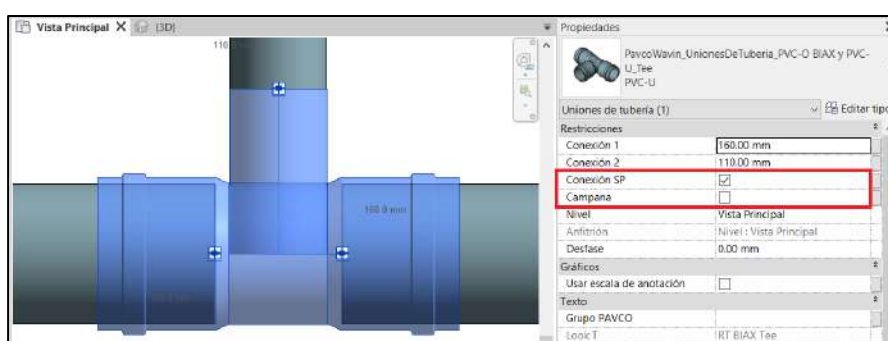 Vista Principal
{3D}
Propiedades
110
PavcoWavin_UnionesDeTuberia_PVC-O BIAX y PVC-
U_Tee
PVC-U
Uniones de tubería (1)
Editar tipo
Restricciones
Conexión 1
160.00 mm
Conexión 2
110.00 mm
Conexión SP
Campana
Nivel
Vista Principal
Anfitrión
Nivel : Vista Principal
Desfase
0.00 mm
Gráficos
Usar escala de anotación
Texto
Grupo PAVCO
Look T
RT BIAX Tee
160.0 mm